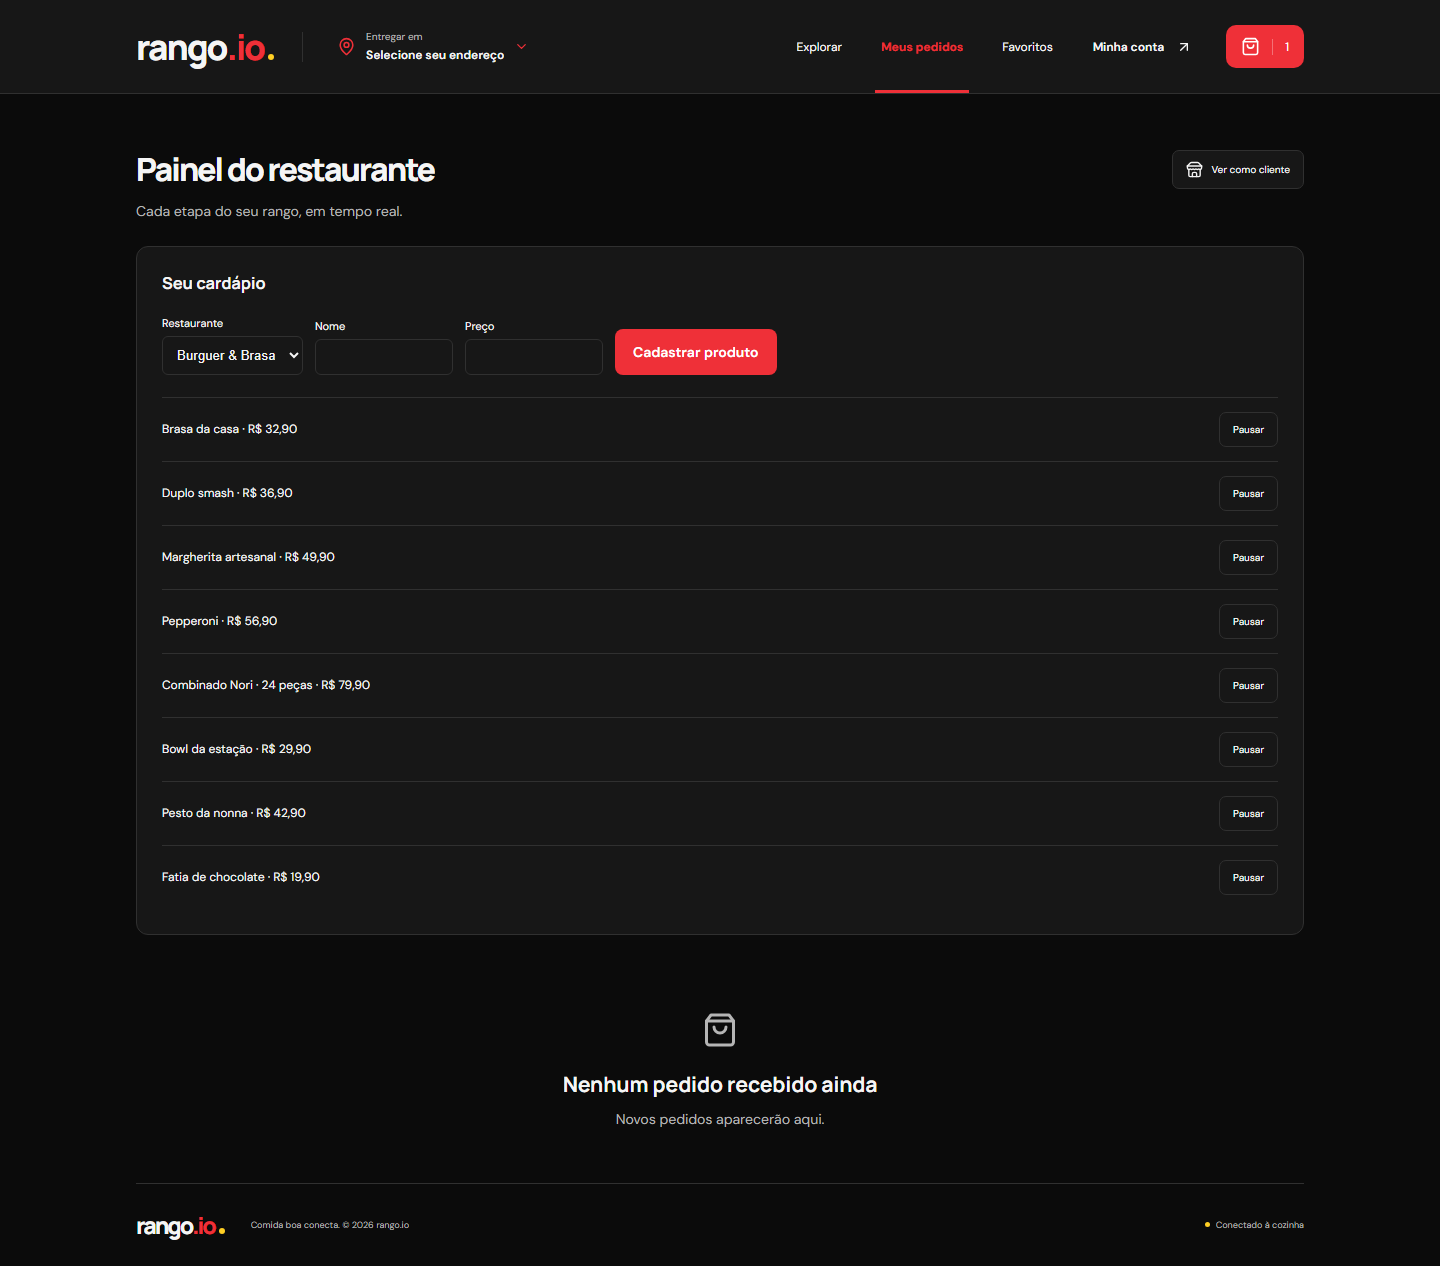 rango.io.
Entregar em
Selecione seu endereço
Explorar
Meus pedidos
Favoritos
Minha conta
1
Painel do restaurante
Ver como cliente
Cada etapa do seu rango, em tempo real.
Seu cardápio
Restaurante
Nome
Preço
Burguer & Brasa
Cadastrar produto
Brasa da casa · R$ 32,90
Pausar
Duplo smash · R$ 36,90
Pausar
Margherita artesanal · R$ 49,90
Pausar
Pepperoni · R$ 56,90
Pausar
Combinado Nori · 24 peças · R$ 79,90
Pausar
Bowl da estação · R$ 29,90
Pausar
Pesto da nonna · R$ 42,90
Pausar
Fatia de chocolate · R$ 19,90
Pausar
Nenhum pedido recebido ainda
Novos pedidos aparecerão aqui.
rango.io.
Comida boa conecta. © 2026 rango.io
Conectado à cozinha